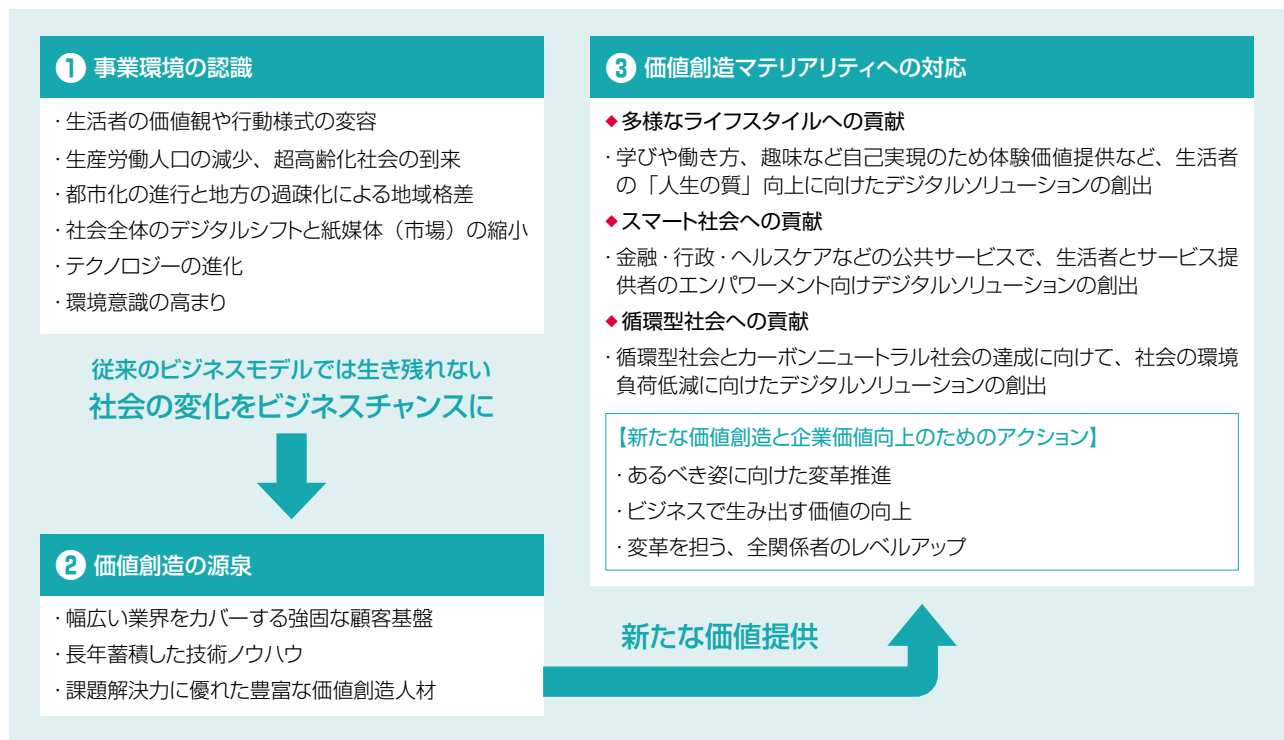 ❶ 事業環境の認識
・生活者の価値観や行動様式の変容
・生産労働人口の減少、超高齢化社会の到来
・都市化の進行と地方の過疎化による地域格差
・社会全体のデジタルシフトと紙媒体（市場）の縮小
・テクノロジーの進化
・環境意識の高まり
従来のビジネスモデルでは生き残れない
社会の変化をビジネスチャンスに
❷ 価値創造の源泉
・幅広い業界をカバーする強固な顧客基盤
・長年蓄積した技術ノウハウ
・課題解決力に優れた豊富な価値創造人材
新たな価値提供
❸ 価値創造マテリアリティへの対応
◆多様なライフスタイルへの貢献
・学びや働き方、趣味など自己実現のため体験価値提供など、生活者
の「人生の質」向上に向けたデジタルソリューションの創出
◆スマート社会への貢献
・金融・行政・ヘルスケアなどの公共サービスで、生活者とサービス提
供者のエンパワーメント向けデジタルソリューションの創出
◆循環型社会への貢献
・循環型社会とカーボンニュートラル社会の達成に向けて、社会の環境
負荷低減に向けたデジタルソリューションの創出
【新たな価値創造と企業価値向上のためのアクション】
・あるべき姿に向けた変革推進
・ビジネスで生み出す価値の向上
・変革を担う、全関係者のレベルアップ